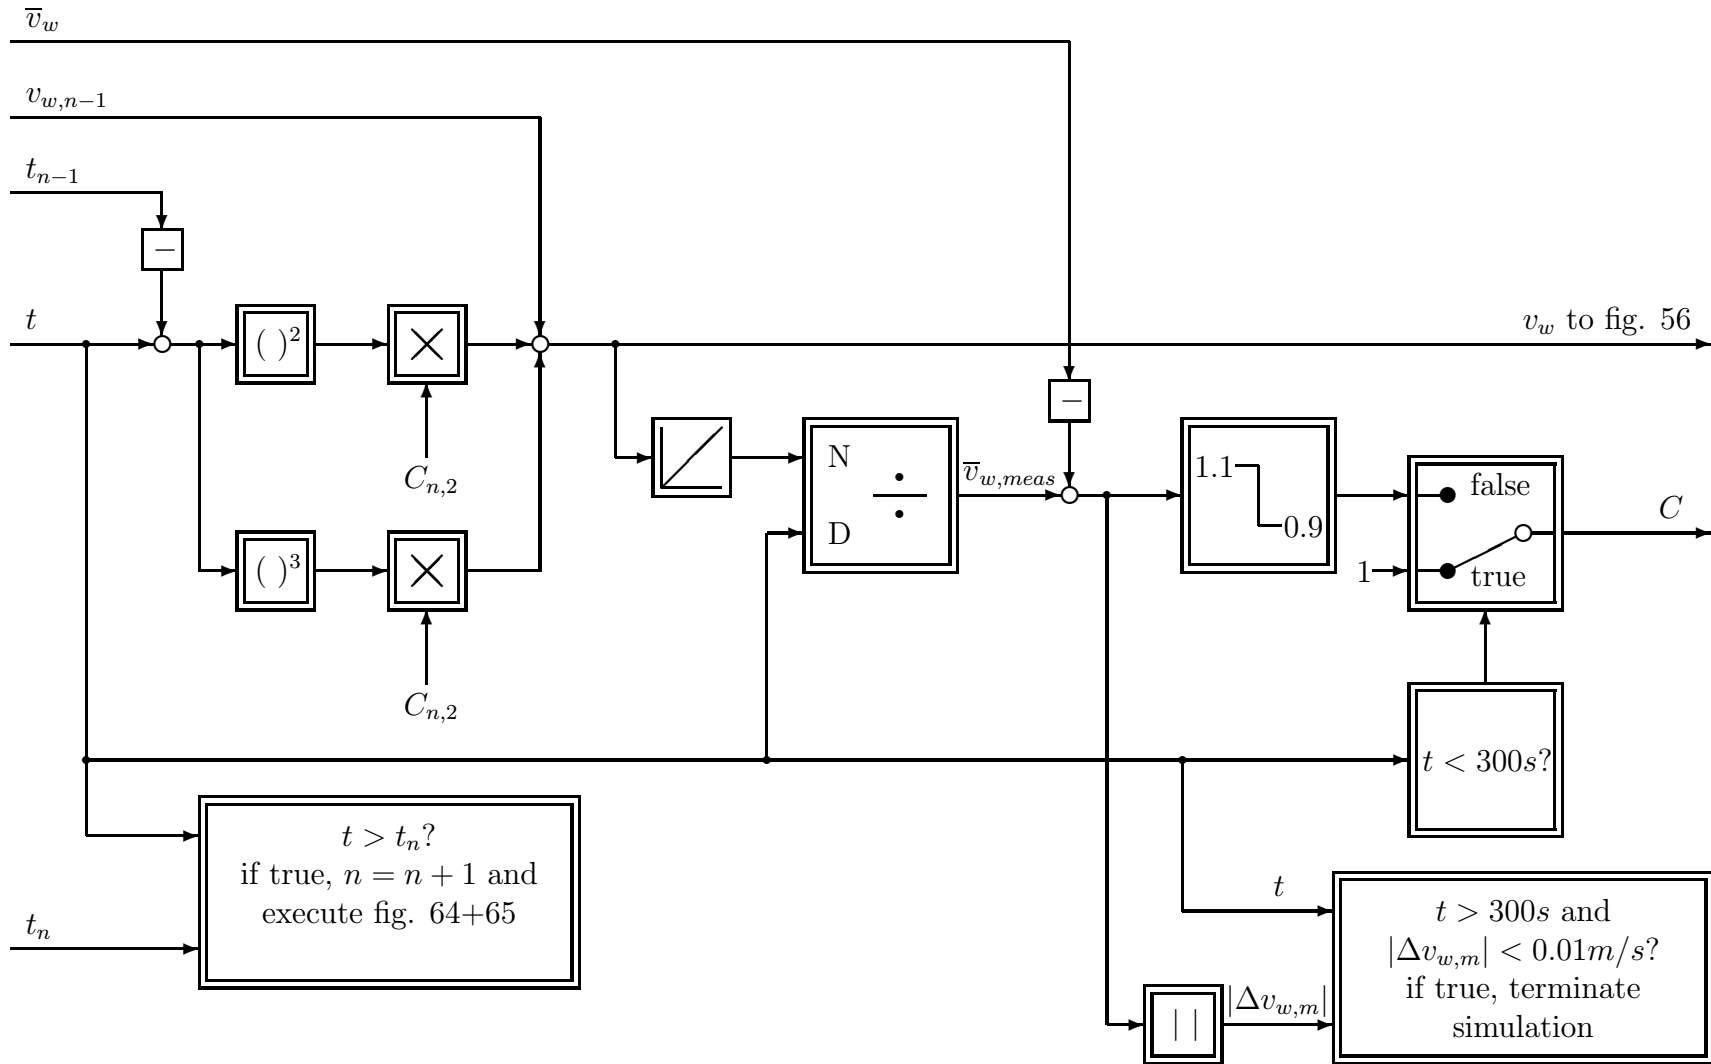 v̅_w
v_{w,n−1}
t_{n−1}
−
t
( )²
×
v_w to fig. 56
−
C_{n,2}
N
÷
D
v̅_{w,meas}
1.1
0.9
false
true
1
C
( )³
×
C_{n,2}
t < 300s?
t > t_n?
if true, n = n + 1 and
execute fig. 64+65
t_n
t
t > 300s and
|Δv_{w,m}| < 0.01m/s?
if true, terminate
simulation
| |
|Δv_{w,m}|